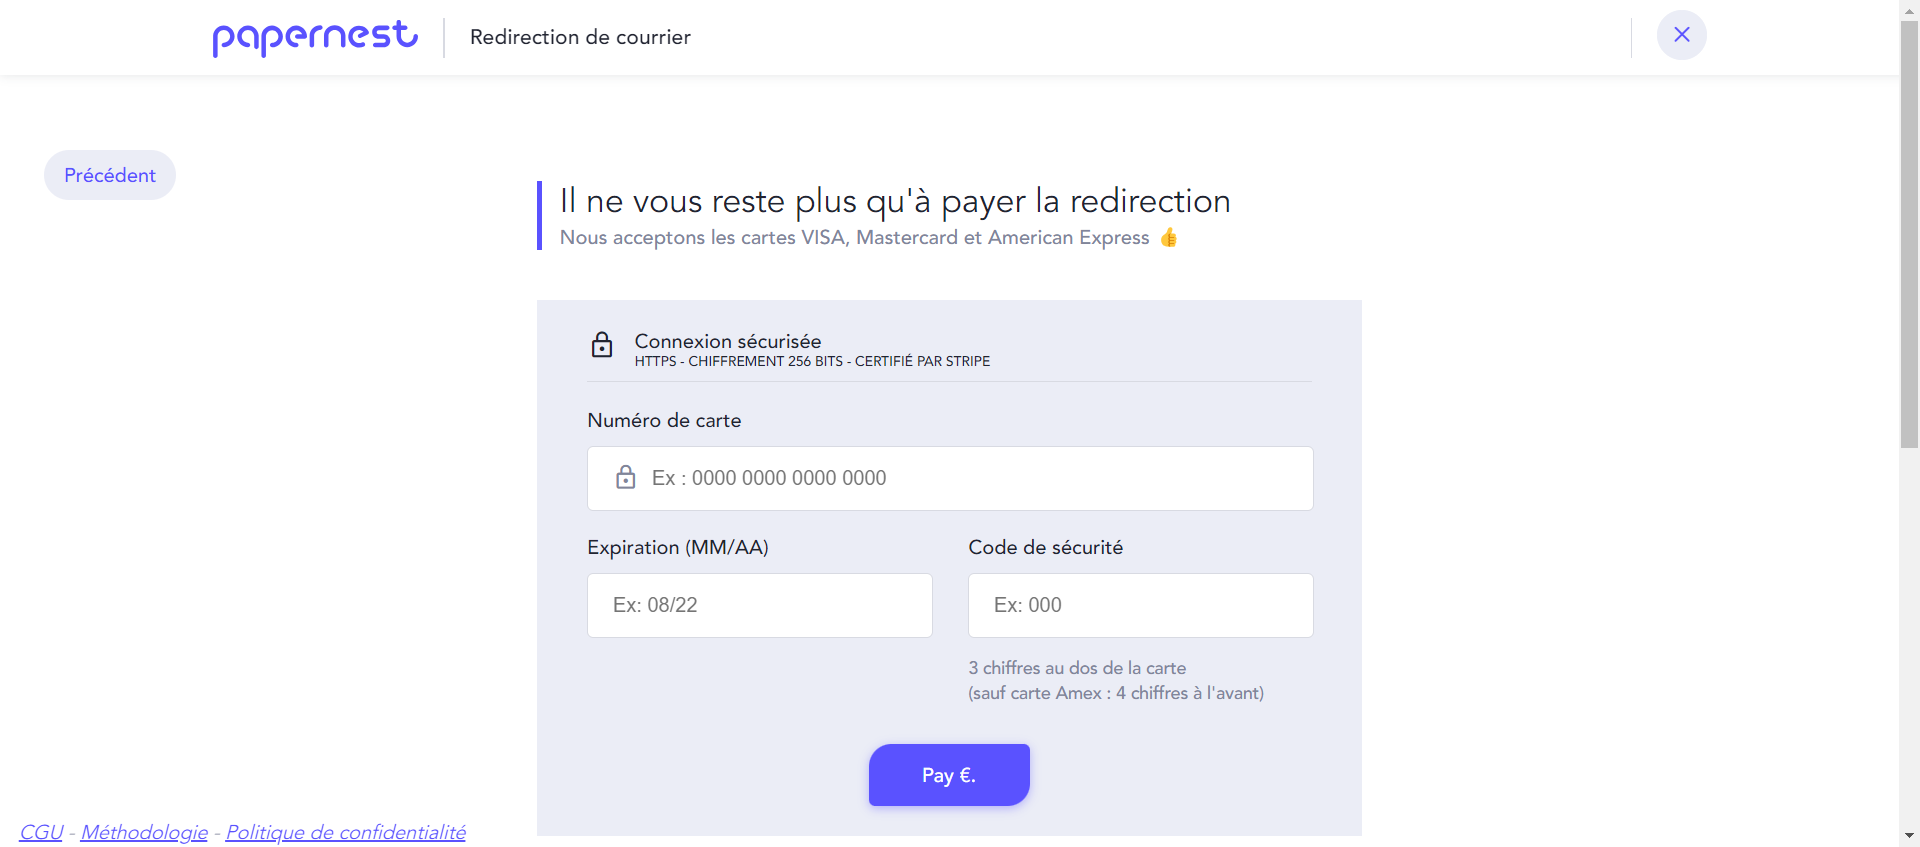 papernest
Redirection de courrier
Précédent
Il ne vous reste plus qu'à payer la redirection
Nous acceptons les cartes VISA, Mastercard et American Express 👍
Connexion sécurisée
HTTPS - CHIFFREMENT 256 BITS - CERTIFIÉ PAR STRIPE
Numéro de carte
Ex : 0000 0000 0000 0000
Expiration (MM/AA)
Code de sécurité
Ex: 08/22
Ex: 000
3 chiffres au dos de la carte
(sauf carte Amex : 4 chiffres à l'avant)
Pay €.
CGU - Méthodologie - Politique de confidentialité